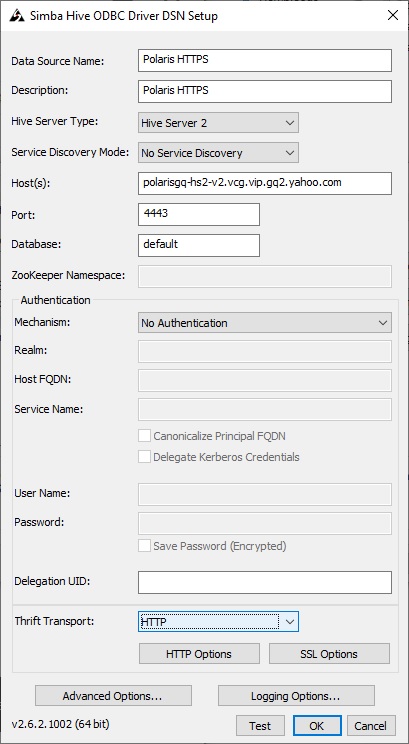 Simba Hive ODBC Driver DSN Setup
Data Source Name: Polaris HTTPS
Description: Polaris HTTPS
Hive Server Type: Hive Server 2
Service Discovery Mode: No Service Discovery
Host(s): polarisgq-hs2-v2.vcg.vip.gq2.yahoo.com
Port: 4443
Database: default
ZooKeeper Namespace:
Authentication
Mechanism: No Authentication
Realm:
Host FQDN:
Service Name:
Canonicalize Principal FQDN
Delegate Kerberos Credentials
User Name:
Password:
Save Password (Encrypted)
Delegation UID:
Thrift Transport: HTTP
HTTP Options SSL Options
Advanced Options... Logging Options...
v2.6.2.1002 (64 bit) Test OK Cancel